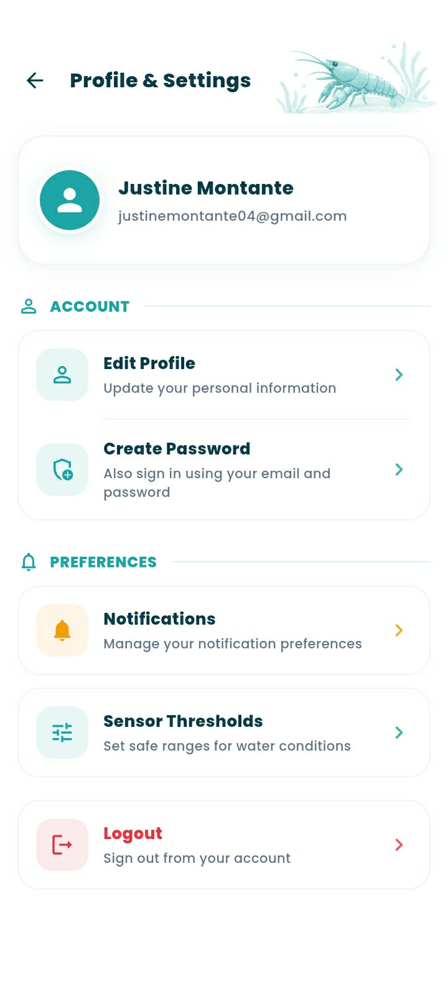 Profile & Settings
Justine Montante
justinemontante04@gmail.com
ACCOUNT
Edit Profile
Update your personal information
Create Password
Also sign in using your email and
password
PREFERENCES
Notifications
Manage your notification preferences
Sensor Thresholds
Set safe ranges for water conditions
Logout
Sign out from your account